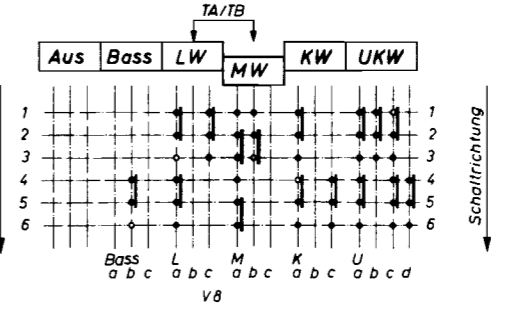 TA/TB
Aus Bass LW MW KW UKW
1 1
2 2
3 3
4 4
5 5
6 6
Schaltrichtung
Bass L M K U
a b c a b c a b c a b c a b c d
V8